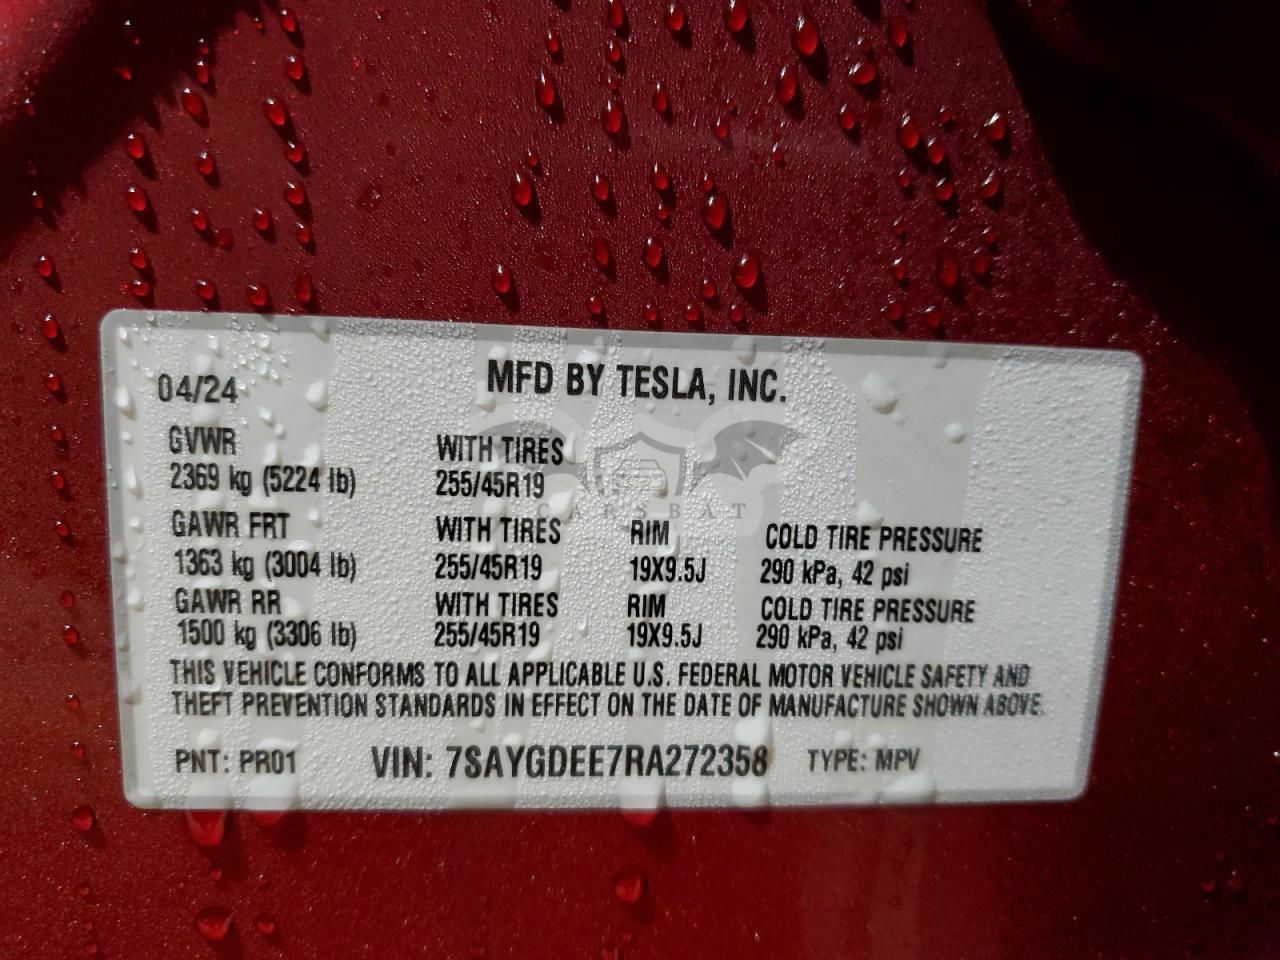 04/24 MFD BY TESLA, INC.
GVWR WITH TIRES
2369 kg (5224 lb) 255/45R19
CARSBAT
GAWR FRT WITH TIRES RIM COLD TIRE PRESSURE
1363 kg (3004 lb) 255/45R19 19X9.5J 290 kPa, 42 psi
GAWR RR WITH TIRES RIM COLD TIRE PRESSURE
1500 kg (3306 lb) 255/45R19 19X9.5J 290 kPa, 42 psi
THIS VEHICLE CONFORMS TO ALL APPLICABLE U.S. FEDERAL MOTOR VEHICLE SAFETY AND
THEFT PREVENTION STANDARDS IN EFFECT ON THE DATE OF MANUFACTURE SHOWN ABOVE.
PNT: PR01 VIN: 7SAYGDEE7RA272358 TYPE: MPV